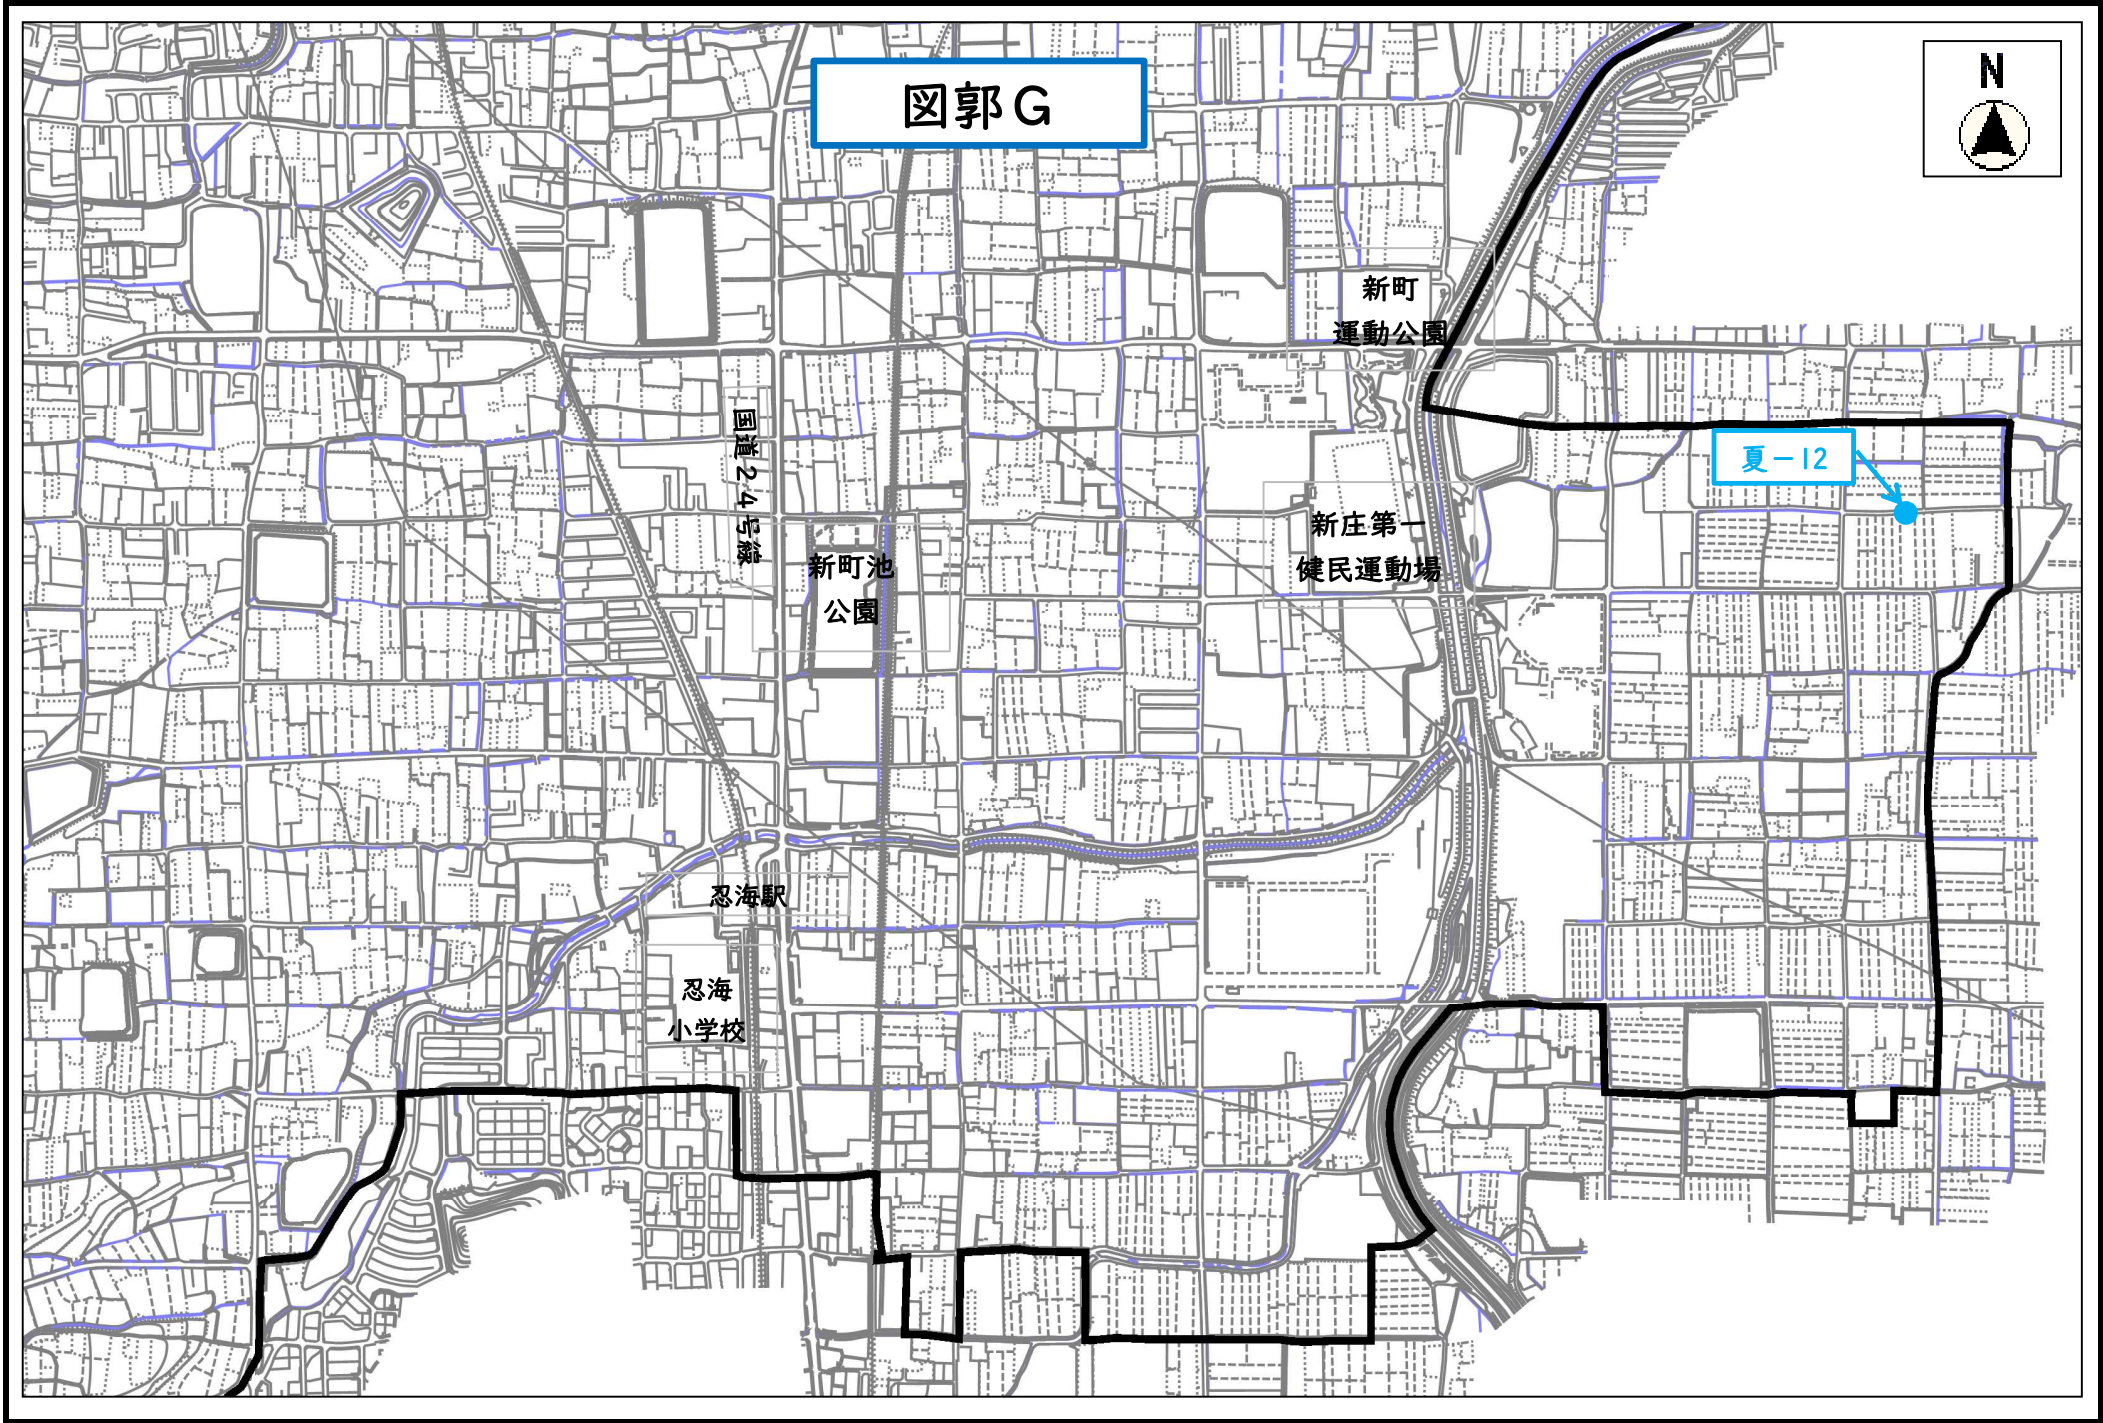 図郭G
N
新町
運動公園
国道24号線
夏-12
新庄第一
健民運動場
新町池
公園
忍海駅
忍海
小学校